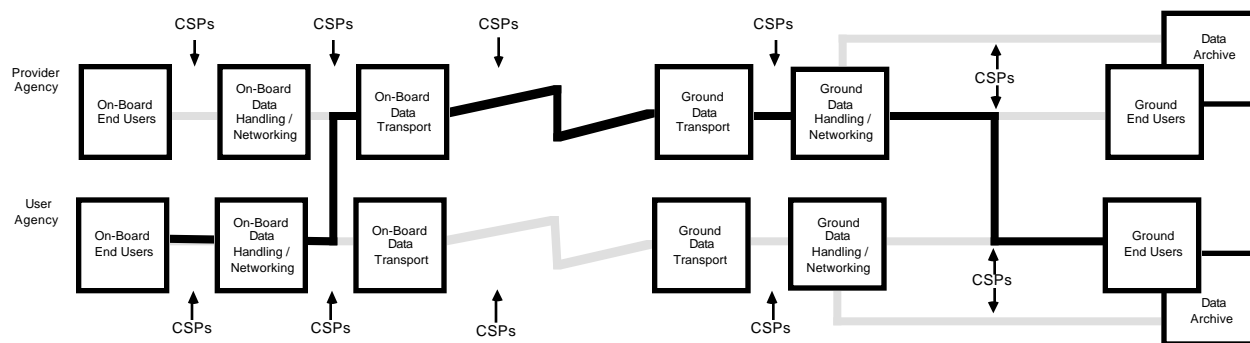 CSPs
CSPs
CSPs
CSPs
Data
Archive
CSPs
Provider
Agency
On-Board
End Users
On-Board
Data
Handling /
Networking
On-Board
Data
Transport
Ground
Data
Transport
Ground
Data
Handling /
Networking
Ground
End Users
User
Agency
On-Board
End Users
On-Board
Data
Handling /
Networking
On-Board
Data
Transport
Ground
Data
Transport
Ground
Data
Handling /
Networking
Ground
End Users
CSPs
Data
Archive
CSPs
CSPs
CSPs
CSPs